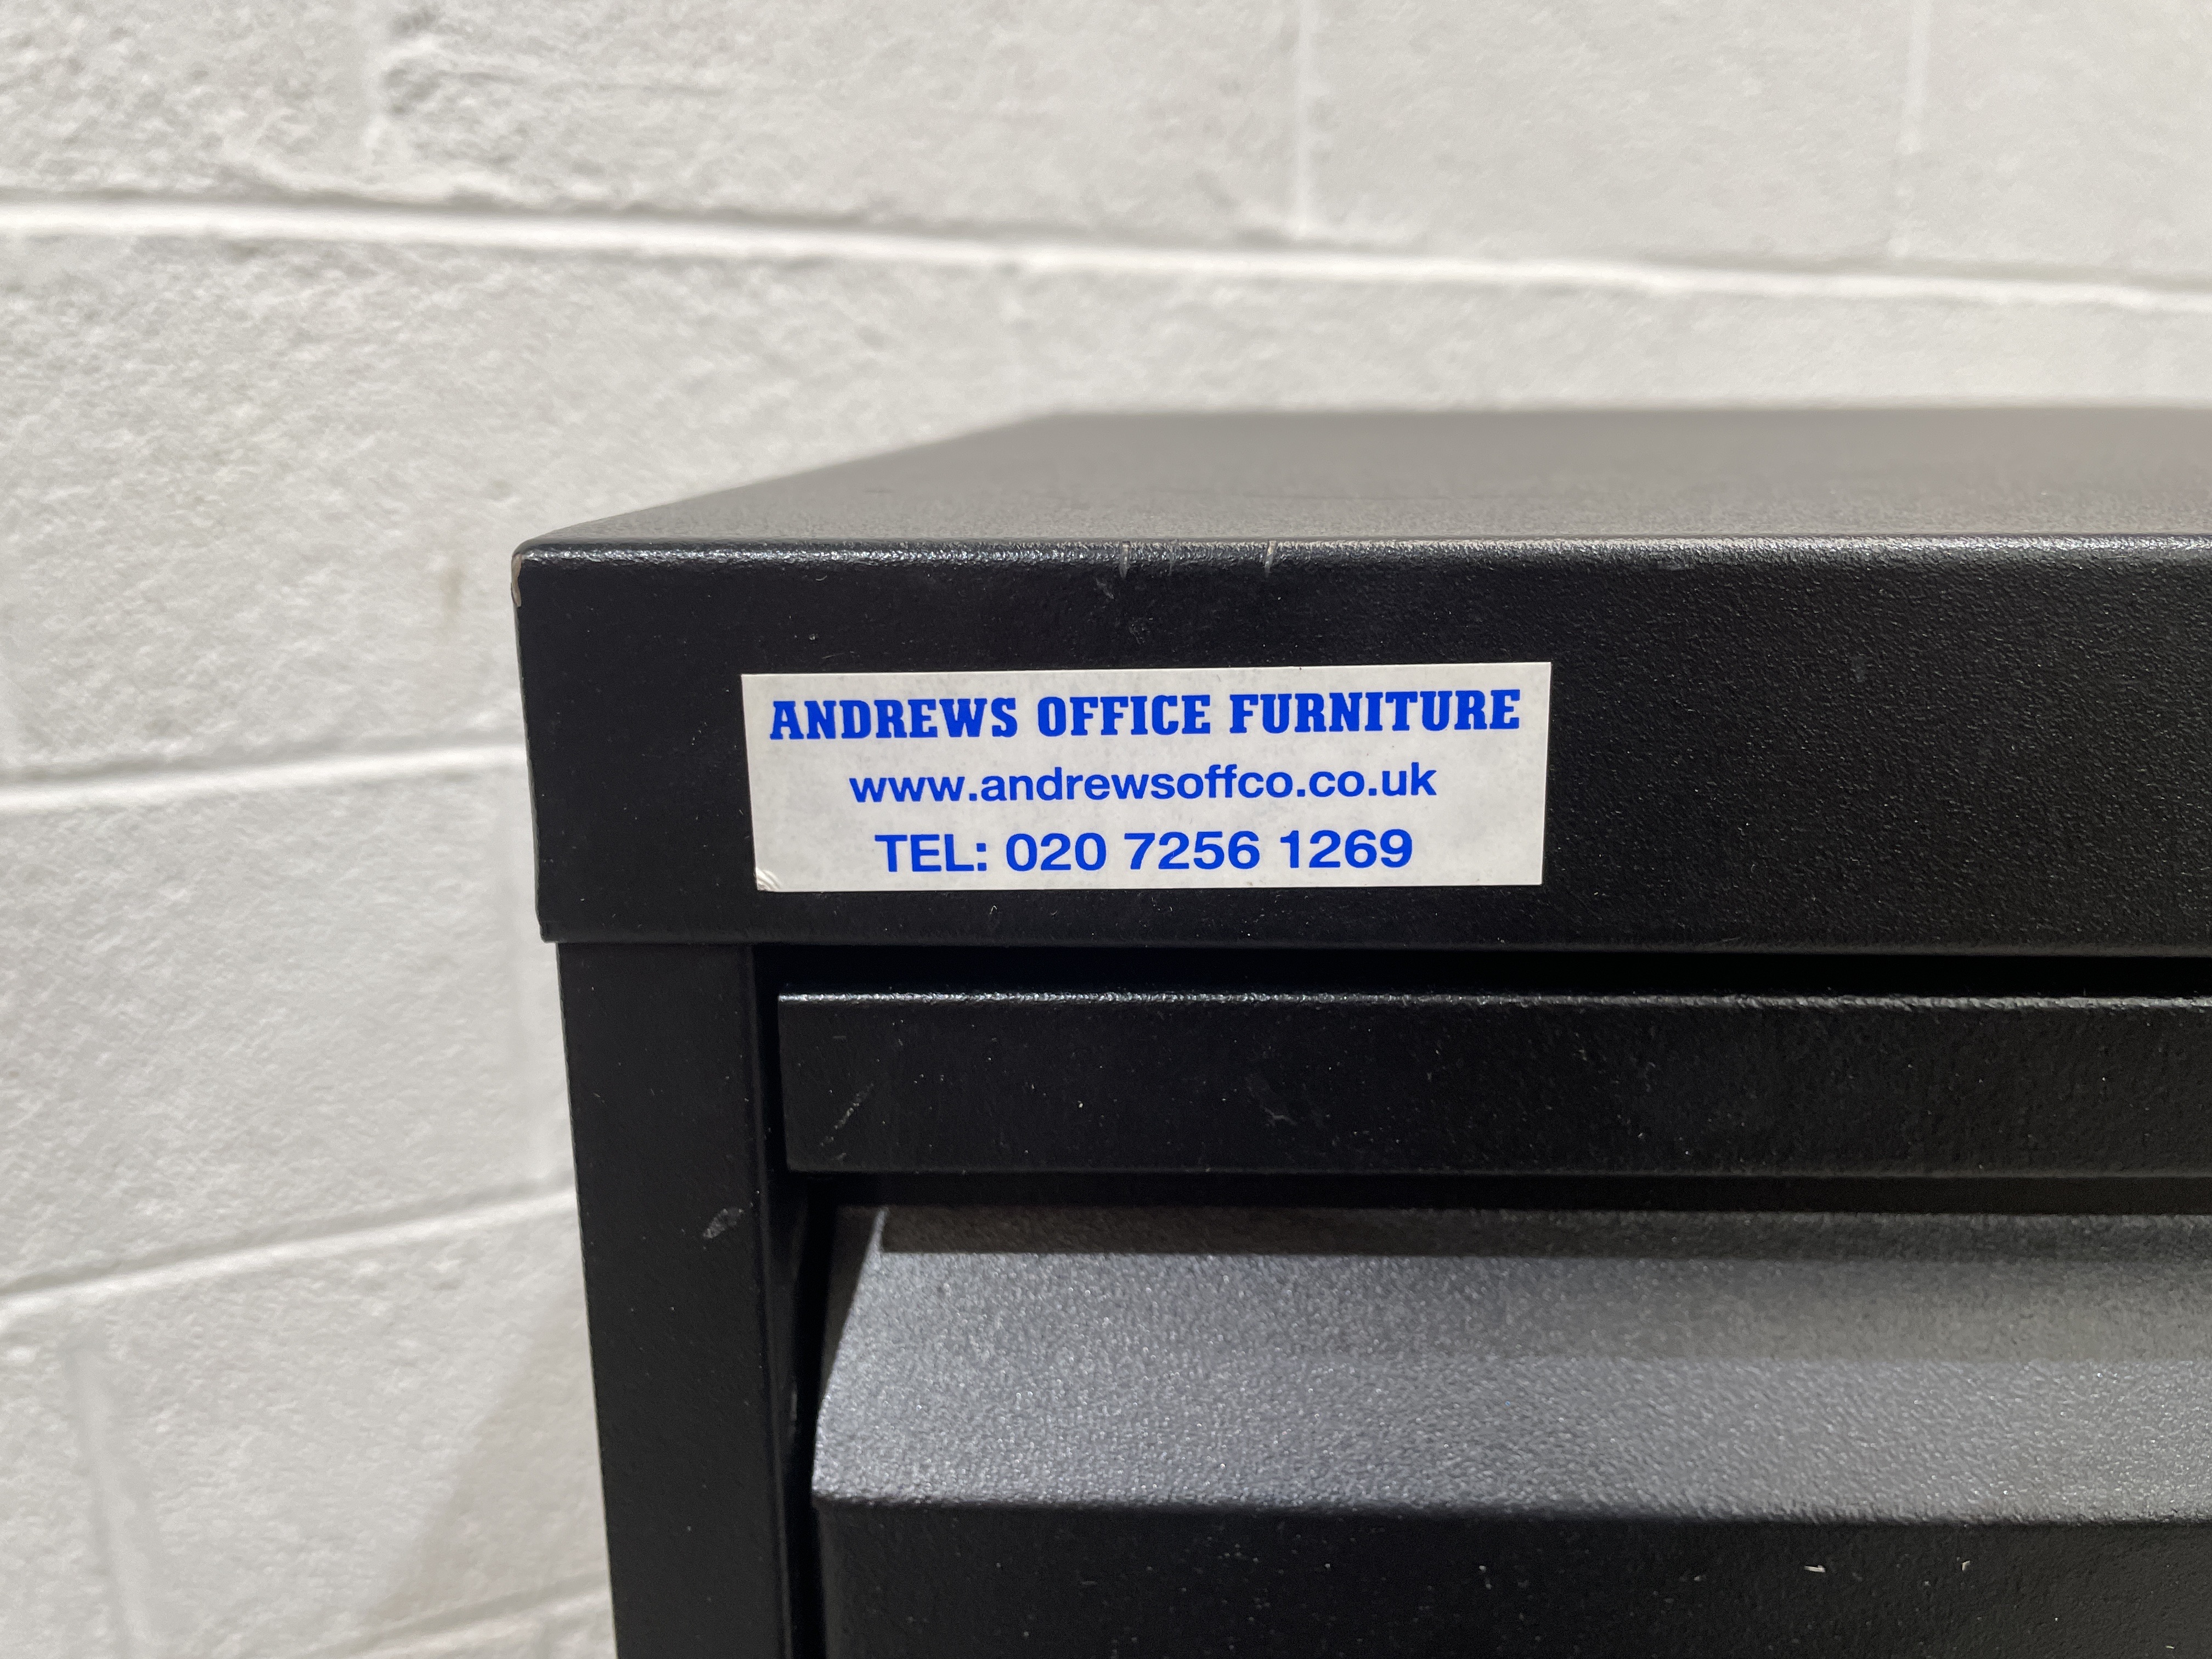 ANDREWS OFFICE FURNITURE
www.andrewsoffco.co.uk
TEL: 020 7256 1269